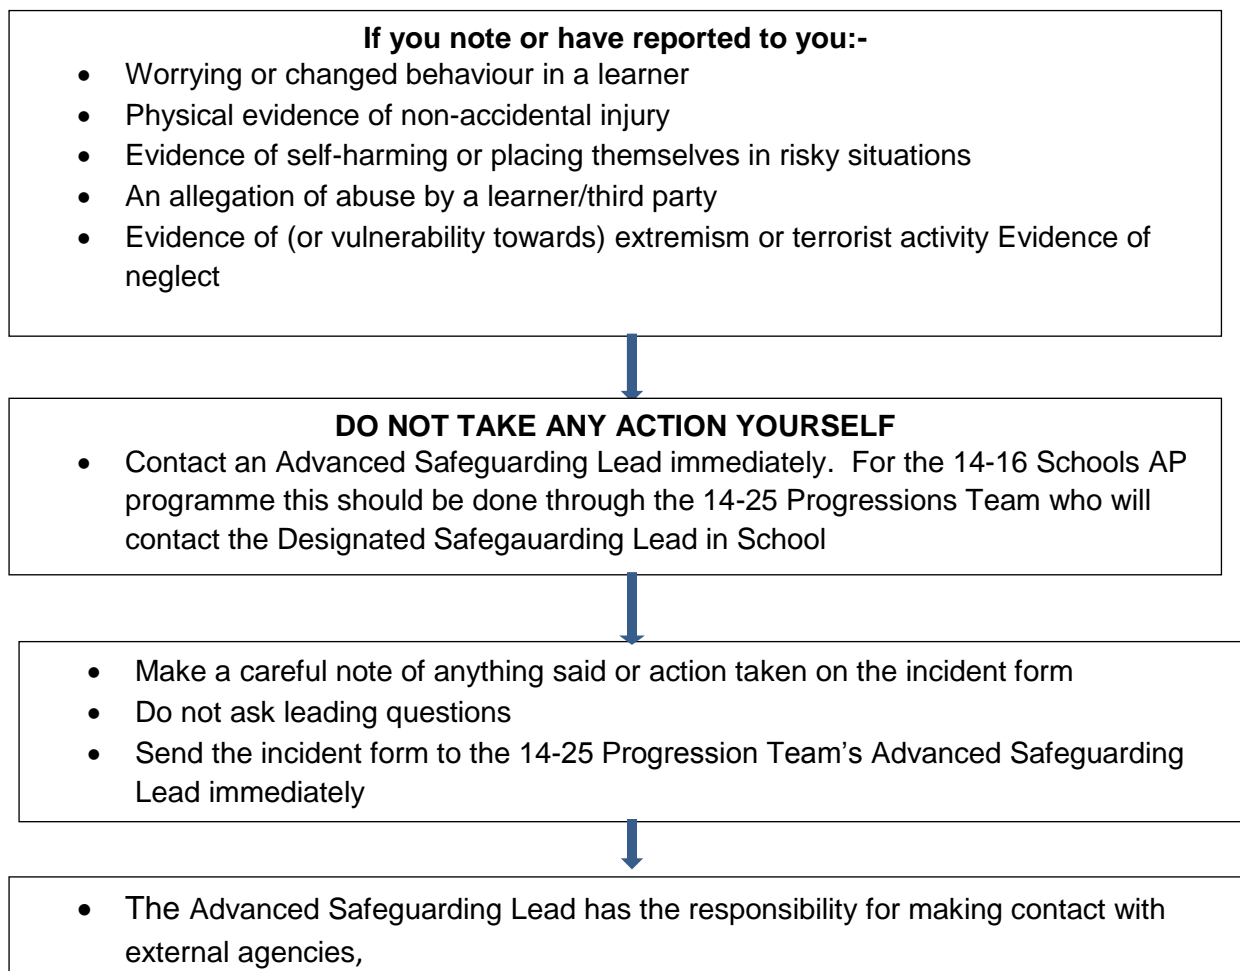 If you note or have reported to you:-
• Worrying or changed behaviour in a learner
• Physical evidence of non-accidental injury
• Evidence of self-harming or placing themselves in risky situations
• An allegation of abuse by a learner/third party
• Evidence of (or vulnerability towards) extremism or terrorist activity Evidence of
neglect
DO NOT TAKE ANY ACTION YOURSELF
• Contact an Advanced Safeguarding Lead immediately.  For the 14-16 Schools AP
programme this should be done through the 14-25 Progressions Team who will
contact the Designated Safegauarding Lead in School
• Make a careful note of anything said or action taken on the incident form
• Do not ask leading questions
• Send the incident form to the 14-25 Progression Team’s Advanced Safeguarding
Lead immediately
• The Advanced Safeguarding Lead has the responsibility for making contact with
external agencies,